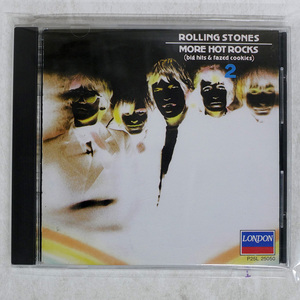 ROLLING STONES
MORE HOT ROCKS
(big hits & fazed cookies)
2
LONDON